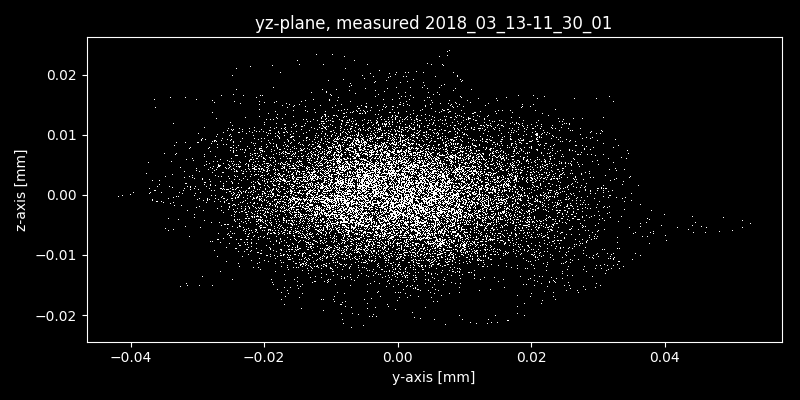 yz-plane, measured 2018_03_13-11_30_01
z-axis [mm]
0.02
0.01
0.00
−0.01
−0.02
−0.04 −0.02 0.00 0.02 0.04
y-axis [mm]